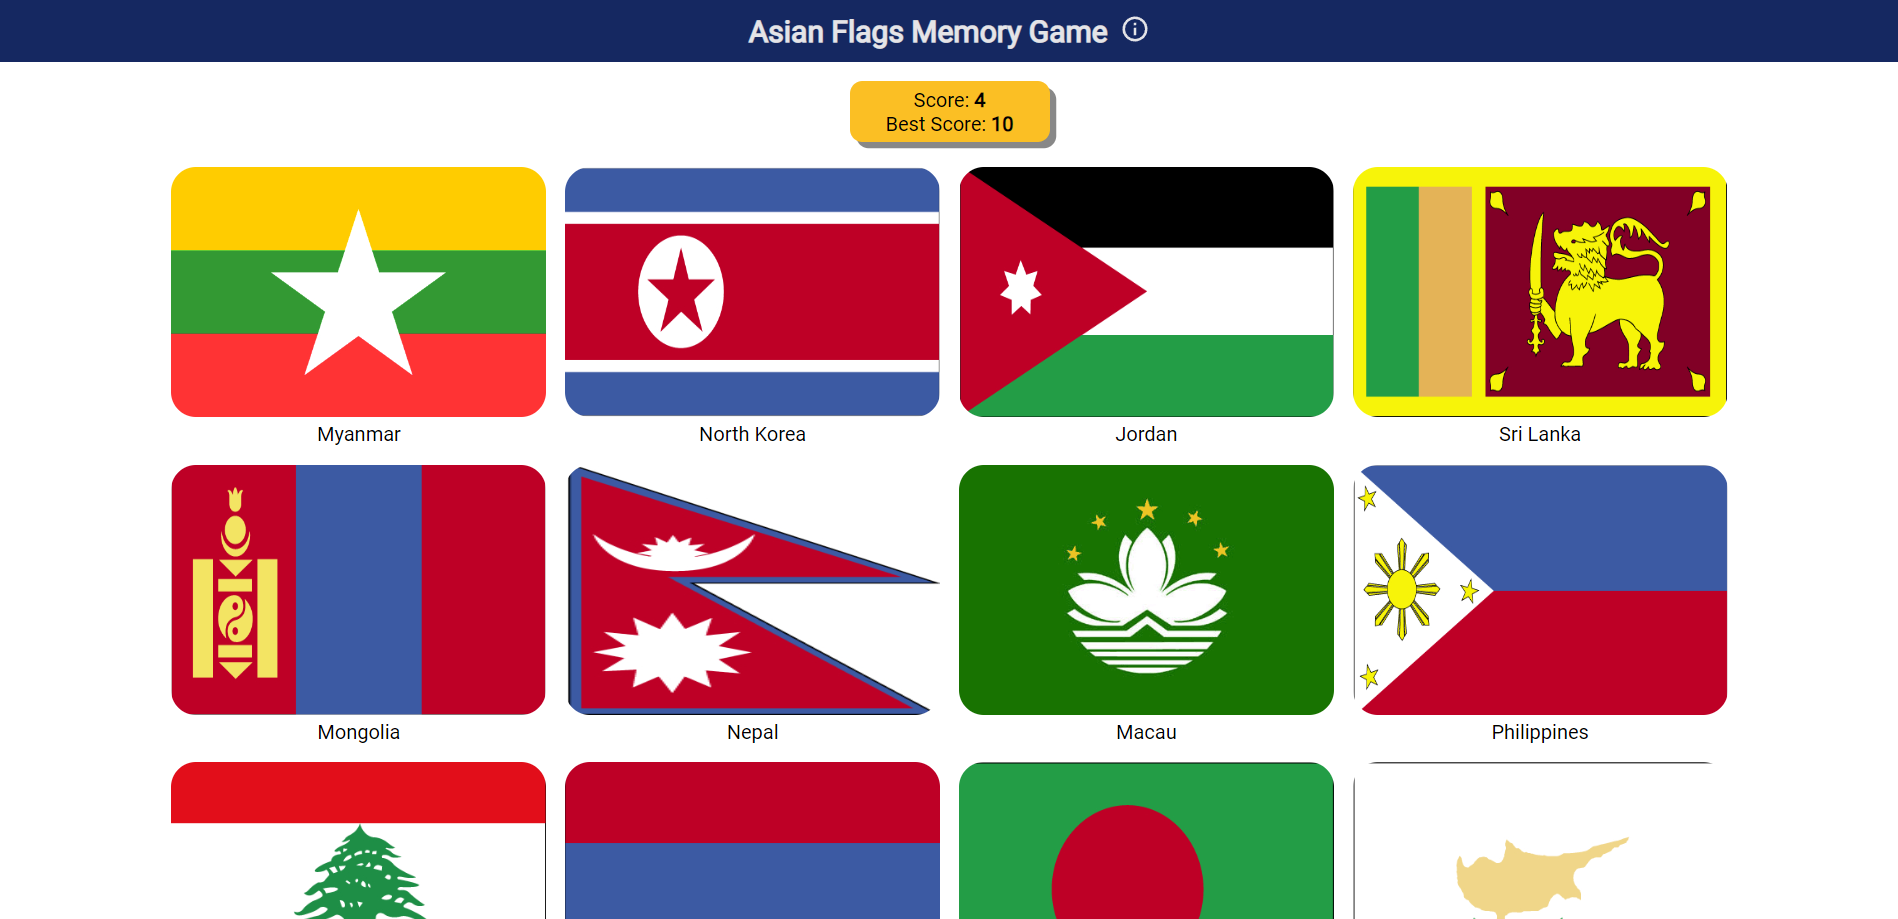 Asian Flags Memory Game
Score: 4
Best Score: 10
Myanmar
North Korea
Jordan
Sri Lanka
Mongolia
Nepal
Macau
Philippines